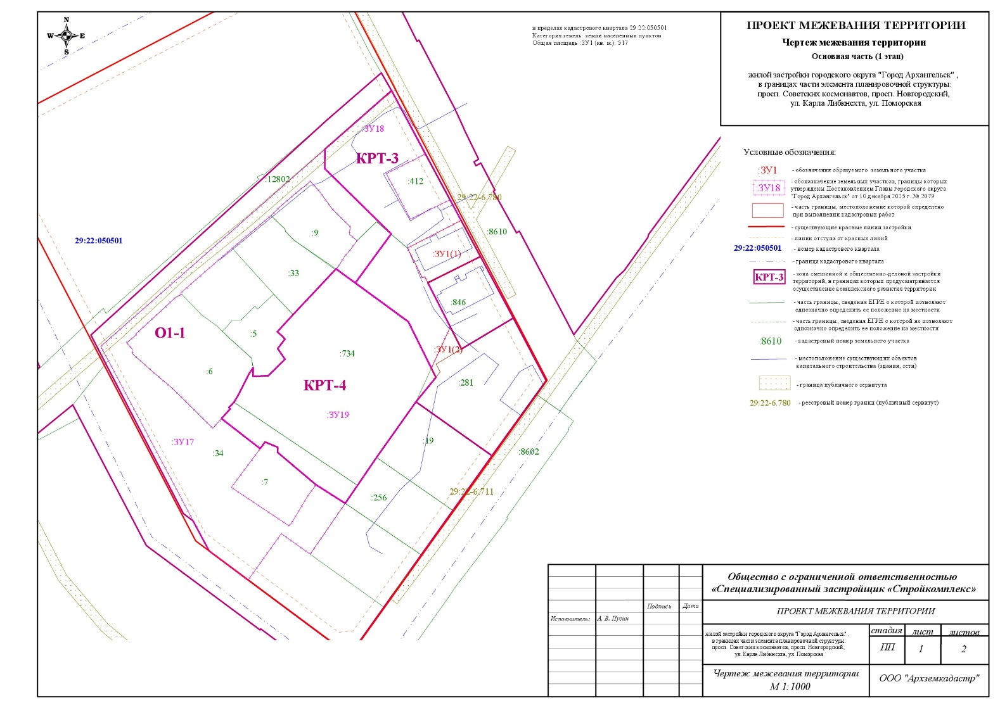 N
W E
S
в пределах кадастрового квартала 29:22:050501
Категория земель: земли населенных пунктов
Общая площадь :ЗУ1 (кв. м.): 517
ПРОЕКТ МЕЖЕВАНИЯ ТЕРРИТОРИИ
Чертеж межевания территории
Основная часть (1 этап)
жилой застройки городского округа "Город Архангельск" ,
в границах части элемента планировочной структуры:
просп. Советских космонавтов, просп. Новгородский,
ул. Карла Либкнехта, ул. Поморская
:ЗУ18
КРТ-3
:12802
:412
29:22-6.780
:8610
:9
29:22:050501
:ЗУ1(1)
:33
:846
О1-1
:5
:734
:ЗУ1(2)
:6
КРТ-4
:281
:ЗУ19
:ЗУ17
:34
:19
:8602
:7
29:22-6.711
:256
Условные обозначения:
:ЗУ1 - обозначения образуемого земельного участка
:ЗУ18 - обоназначение земельных участков, границы которых
утверждены Постановлением Главы городского округа
"Город Архангельск" от 10 декабря 2025 г. № 2079
- часть границы, местоположение которой определено
при выполнении кадастровых работ
- существующие красные линии застройки
- линии отступа от красных линий
29:22:050501 - номер кадастрового квартала
- граница кадастрового квартала
КРТ-3 - зона смешанной и общественно-деловой застройки
территорий, в границах которых предусматривается
осуществление комплексного развития территории
- часть границы, сведения ЕГРН о которой позволяют
однозначно определить ее положение на местности
- часть границы, сведения ЕГРН о которой не позволяют
однозначно определить ее положение на местности
:8610 - кадастровый номер земельного участка
- местоположение существующих объектов
капитального строительства (здания, сети)
- граница публичного сервитута
29:22-6.780 - реестровый номер границ (публичный сервитут)
Общество с ограниченной ответственностью
«Специализированный застройщик «Стройкомплекс»
Подпись Дата
ПРОЕКТ МЕЖЕВАНИЯ ТЕРРИТОРИИ
Исполнитель: А. В. Пугин
жилой застройки городского округа "Город Архангельск" ,
в границах части элемента планировочной структуры:
просп. Советских космонавтов, просп. Новгородский,
ул. Карла Либкнехта, ул. Поморская
стадия лист листов
ПП 1 2
Чертеж межевания территории
М 1:1000
ООО "Архземкадастр"